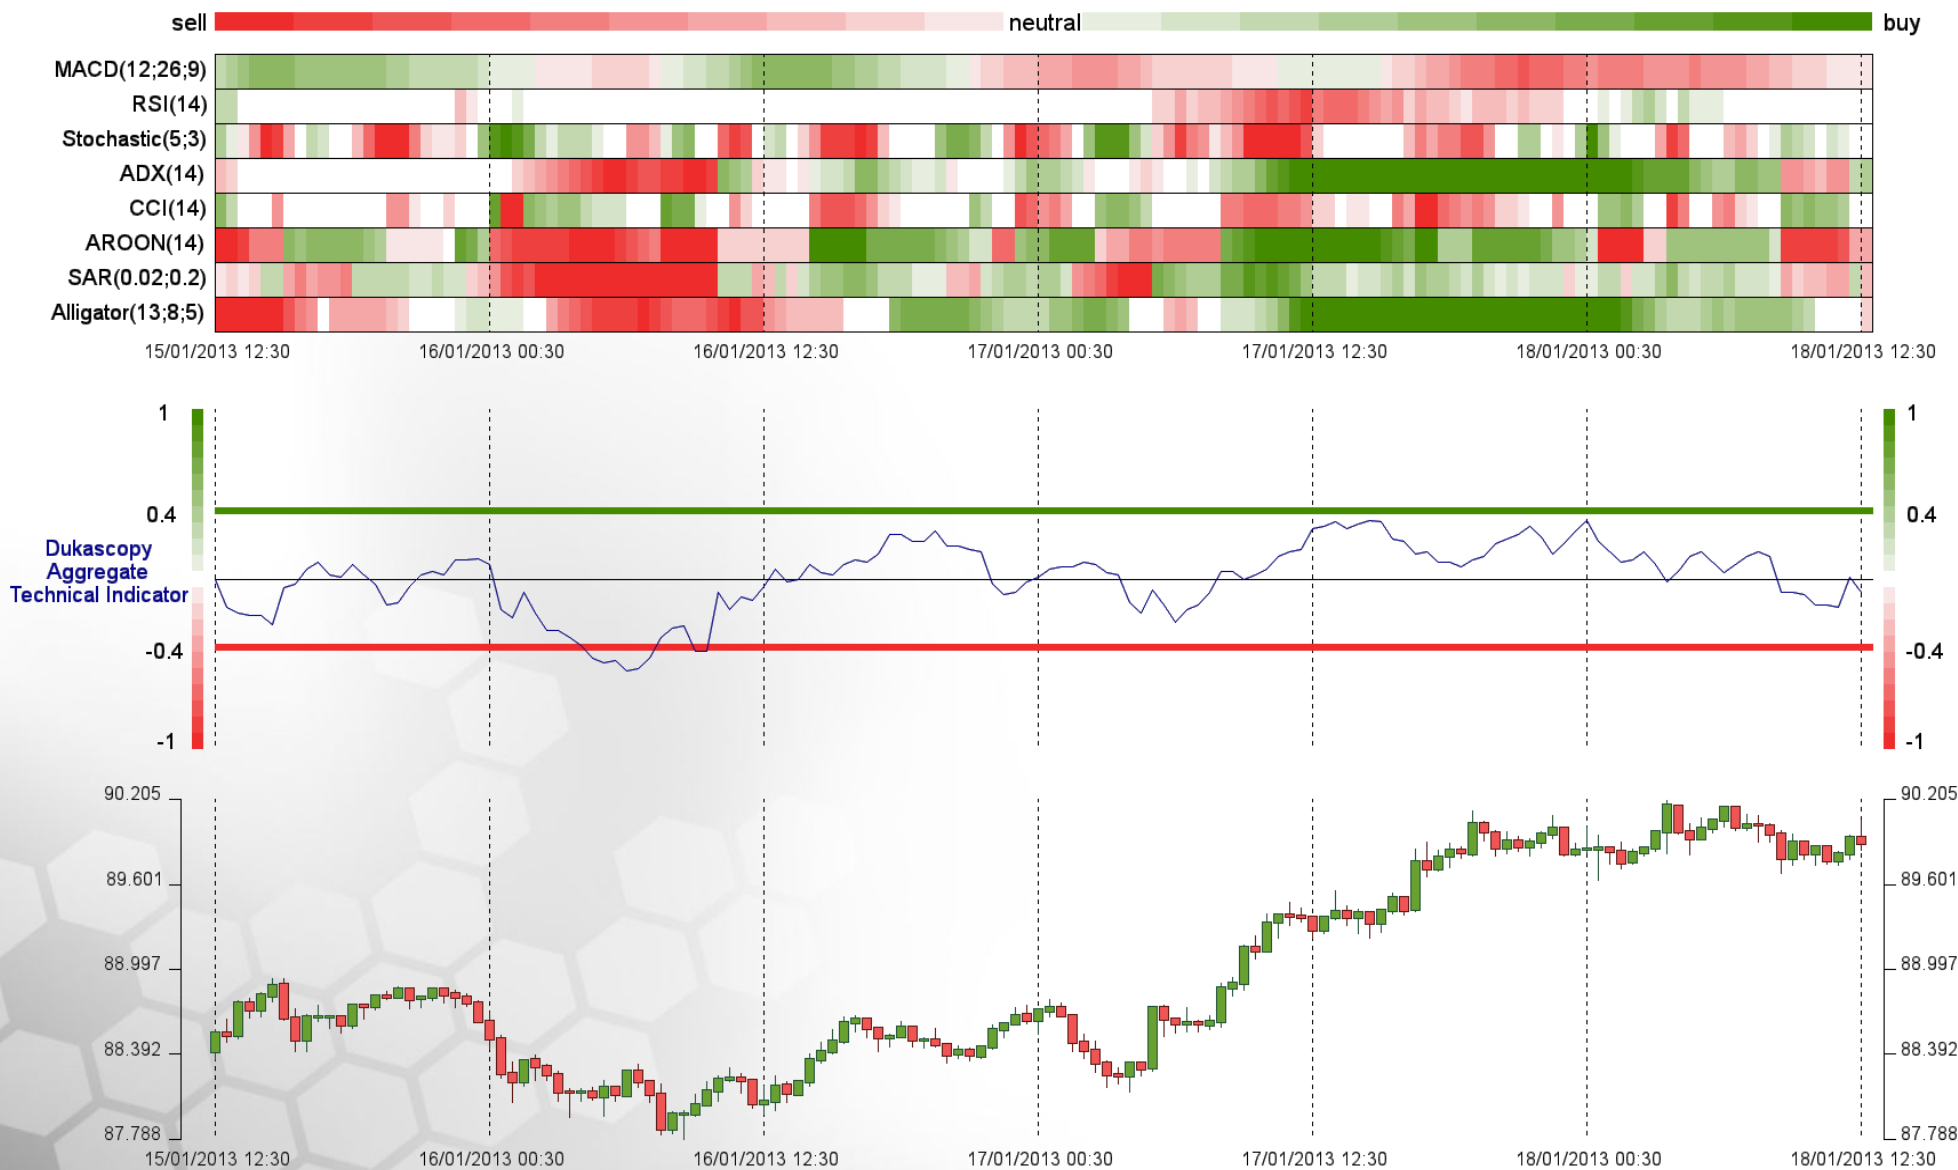 sell neutral buy
MACD(12;26;9)
RSI(14)
Stochastic(5;3)
ADX(14)
CCI(14)
AROON(14)
SAR(0.02;0.2)
Alligator(13;8;5)
15/01/2013 12:30 16/01/2013 00:30 16/01/2013 12:30 17/01/2013 00:30 17/01/2013 12:30 18/01/2013 00:30 18/01/2013 12:30
1 1
0.4 0.4
Dukascopy
Aggregate
Technical Indicator
-0.4 -0.4
-1 -1
90.205 90.205
89.601 89.601
88.997 88.997
88.392 88.392
87.788 87.788
15/01/2013 12:30 16/01/2013 00:30 16/01/2013 12:30 17/01/2013 00:30 17/01/2013 12:30 18/01/2013 00:30 18/01/2013 12:30